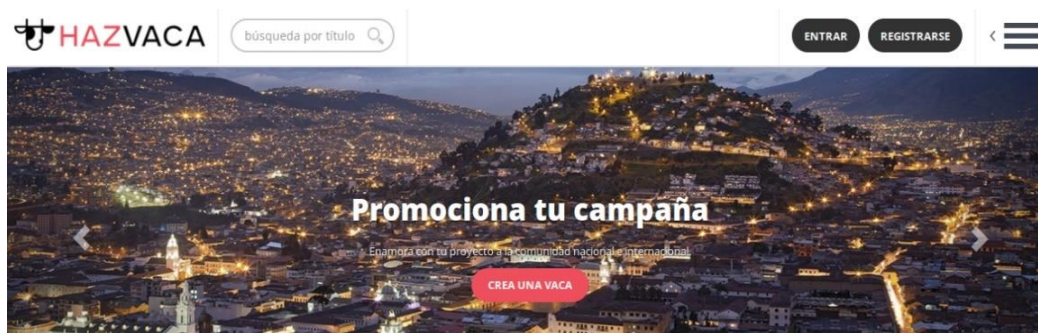 HAZVACA
búsqueda por título
ENTRAR
REGISTRARSE
Promociona tu campaña
Enamora con tu proyecto a la comunidad nacional e internacional.
CREA UNA VACA